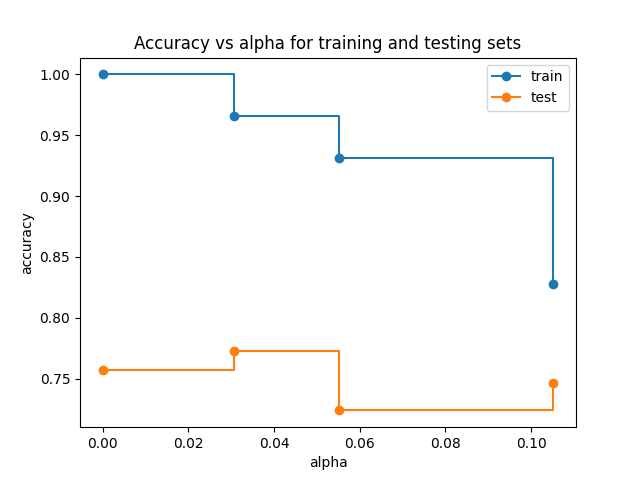 Accuracy vs alpha for training and testing sets
train
test
1.00
0.95
0.90
0.85
0.80
0.75
accuracy
0.00 0.02 0.04 0.06 0.08 0.10
alpha